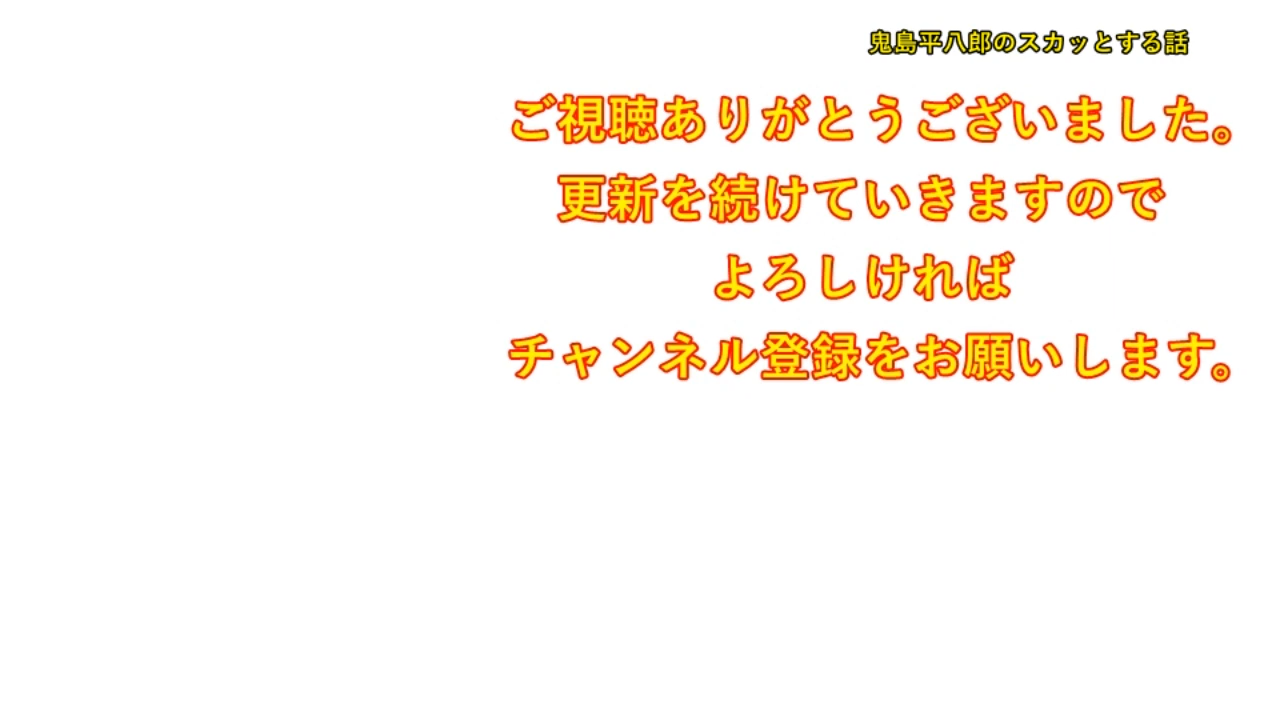 鬼島平八郎のスカッとする話
ご視聴ありがとうございました。
更新を続けていきますので
よろしければ
チャンネル登録をお願いします。